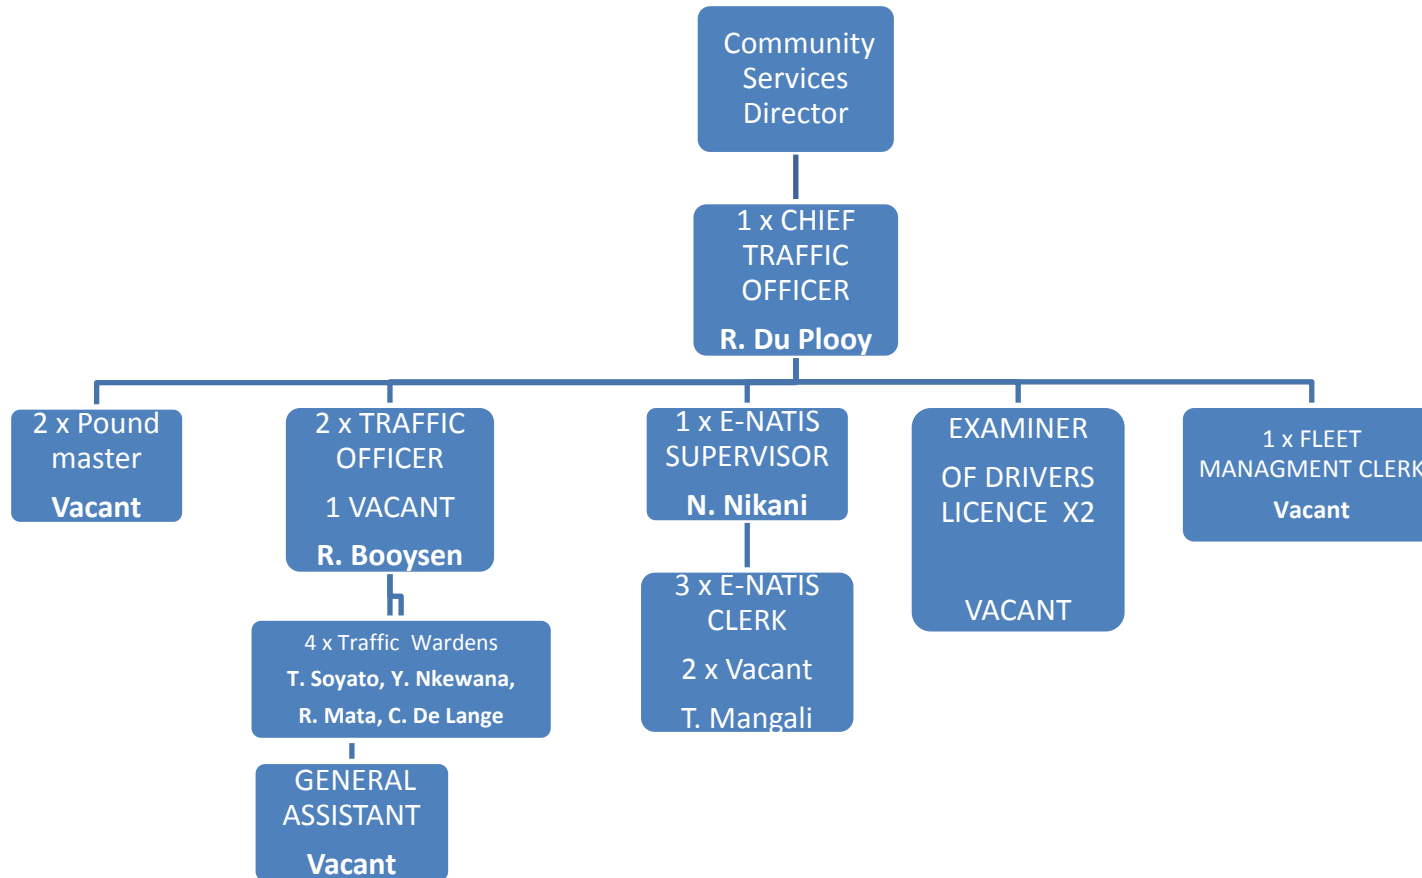 Community
Services
Director
1 x CHIEF
TRAFFIC
OFFICER
R. Du Plooy
2 x Pound
master
Vacant
2 x TRAFFIC
OFFICER
1 VACANT
R. Booysen
1 x E-NATIS
SUPERVISOR
N. Nikani
EXAMINER
OF DRIVERS
LICENCE X2
VACANT
1 x FLEET
MANAGMENT CLERK
Vacant
4 x Traffic Wardens
T. Soyato, Y. Nkewana,
R. Mata, C. De Lange
3 x E-NATIS
CLERK
2 x Vacant
T. Mangali
GENERAL
ASSISTANT
Vacant